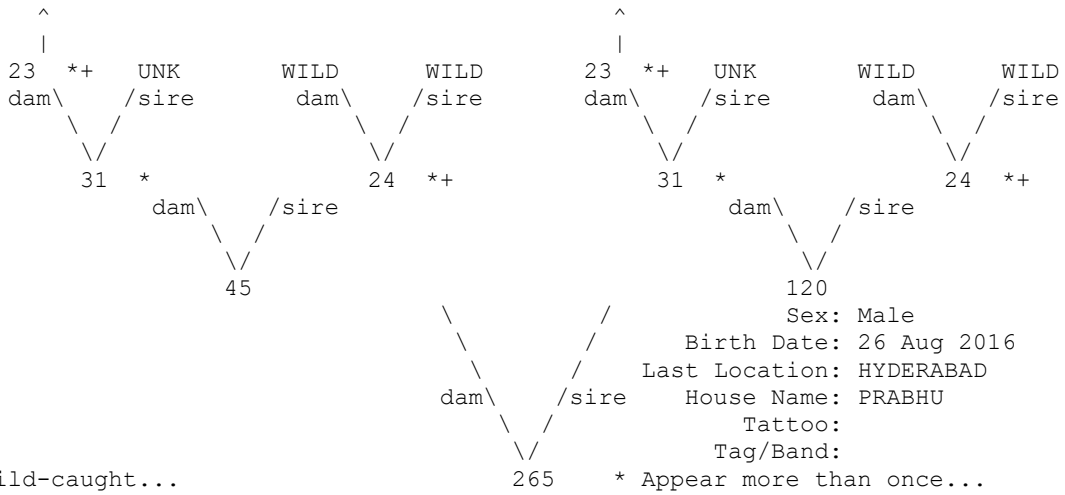 ^ ^
| |
23 *+ UNK WILD WILD 23 *+ UNK WILD WILD
dam\ /sire dam\ /sire dam\ /sire dam\ /sire
\ / \ / \ / \ /
\/ \/ \/ \/
31 * 24 *+ 31 * 24 *+
dam\ /sire dam\ /sire
\ / \ /
\/ \/
45 120
\ / Sex: Male
\ / Birth Date: 26 Aug 2016
\ / Last Location: HYDERABAD
dam\ /sire House Name: PRABHU
\ / Tattoo:
\/ Tag/Band:
ild-caught... 265 * Appear more than once...